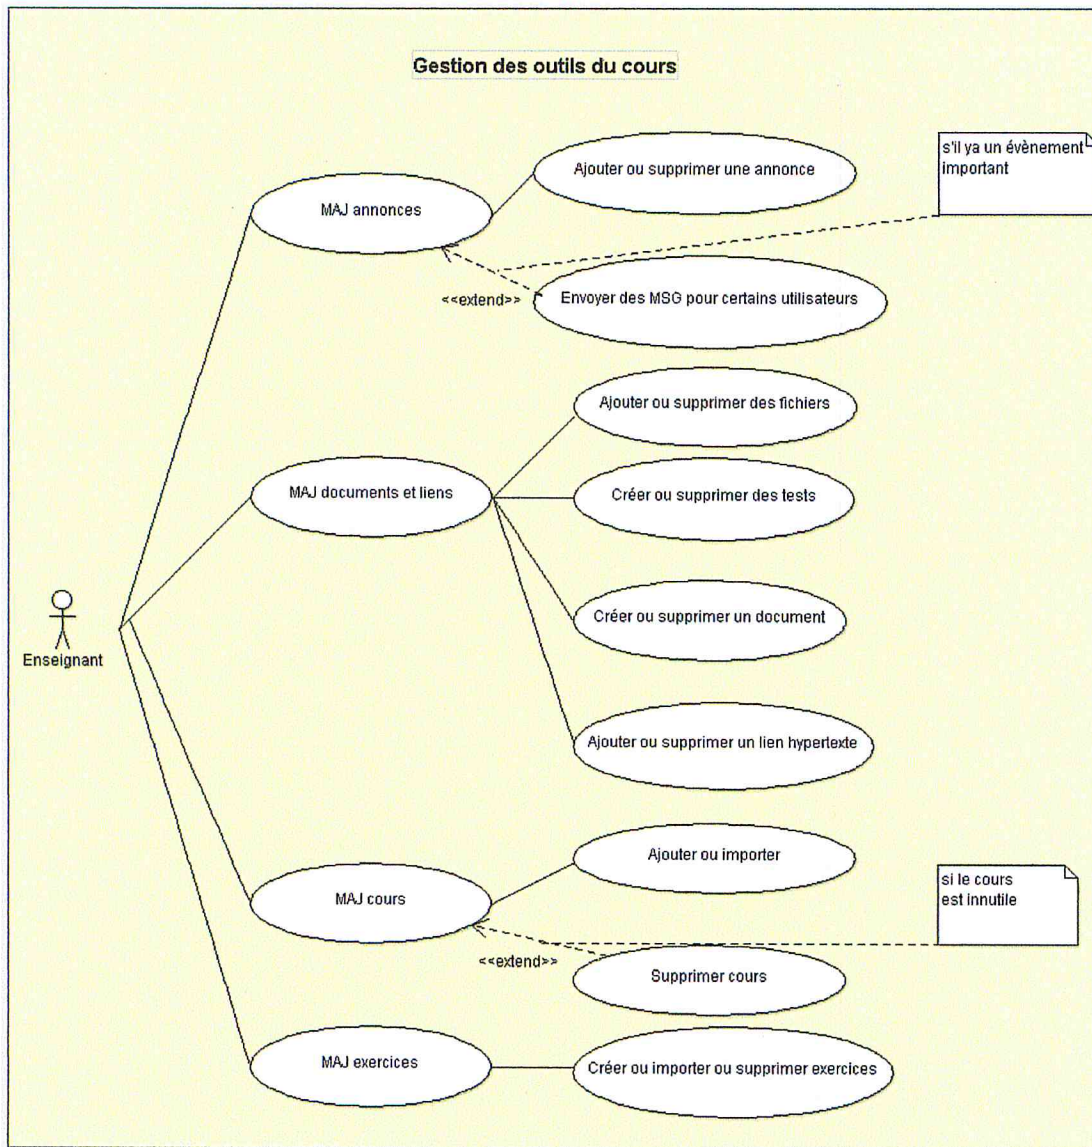 Gestion des outils du cours
Ajouter ou supprimer une annonce
s'il ya un évènement
important
MAJ annonces
<<extend>>
Envoyer des MSG pour certains utilisateurs
Ajouter ou supprimer des fichiers
MAJ documents et liens
Créer ou supprimer des tests
Créer ou supprimer un document
Enseignant
Ajouter ou supprimer un lien hypertexte
Ajouter ou importer
MAJ cours
si le cours
est innutile
<<extend>>
Supprimer cours
MAJ exercices
Créer ou importer ou supprimer exercices